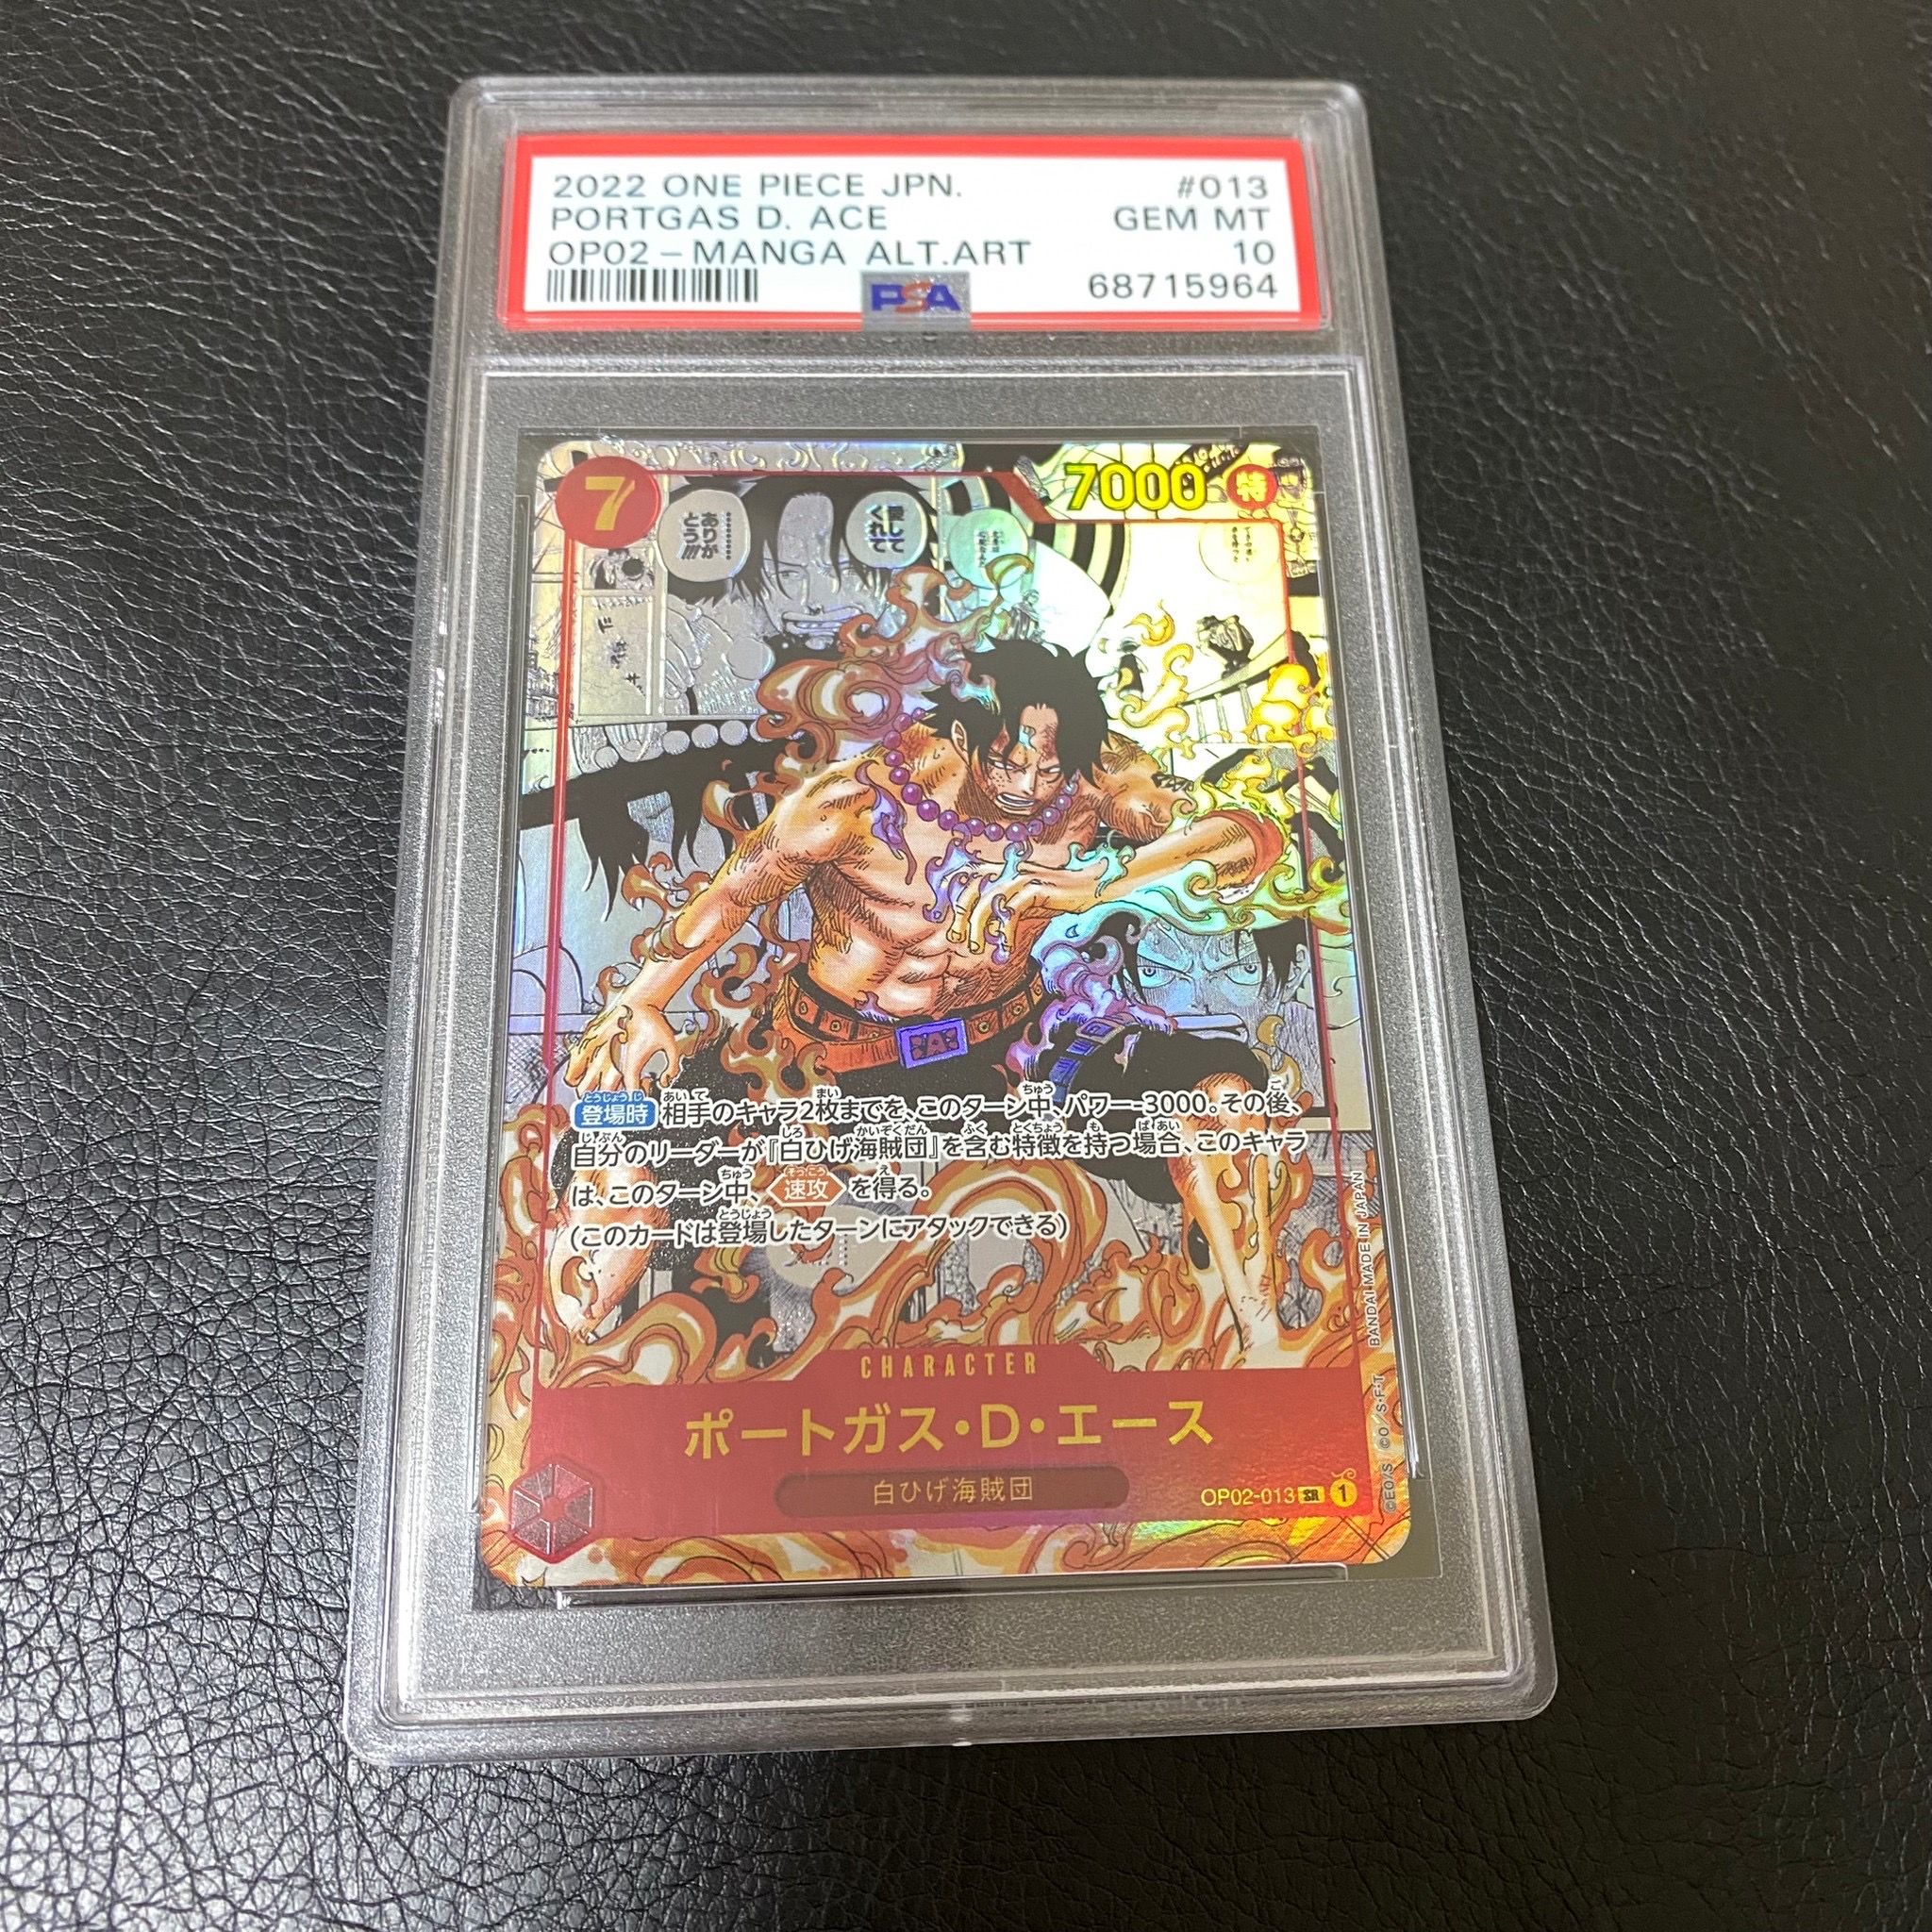 2022 ONE PIECE JPN. #013
PORTGAS D. ACE GEM MT
OP02 - MANGA ALT.ART 10
PSA 68715964
7
7000 特
ありがとう!!!
愛してくれて
登場時 相手のキャラ2枚までを、このターン中、パワー-3000。その後、
自分のリーダーが『白ひげ海賊団』を含む特徴を持つ場合、このキャラ
は、このターン中、速攻を得る。
(このカードは登場したターンにアタックできる)
CHARACTER
ポートガス・D・エース
白ひげ海賊団
OP02-013 SR 1
©EO/S ©O/S・F・T BANDAI MADE IN JAPAN
A